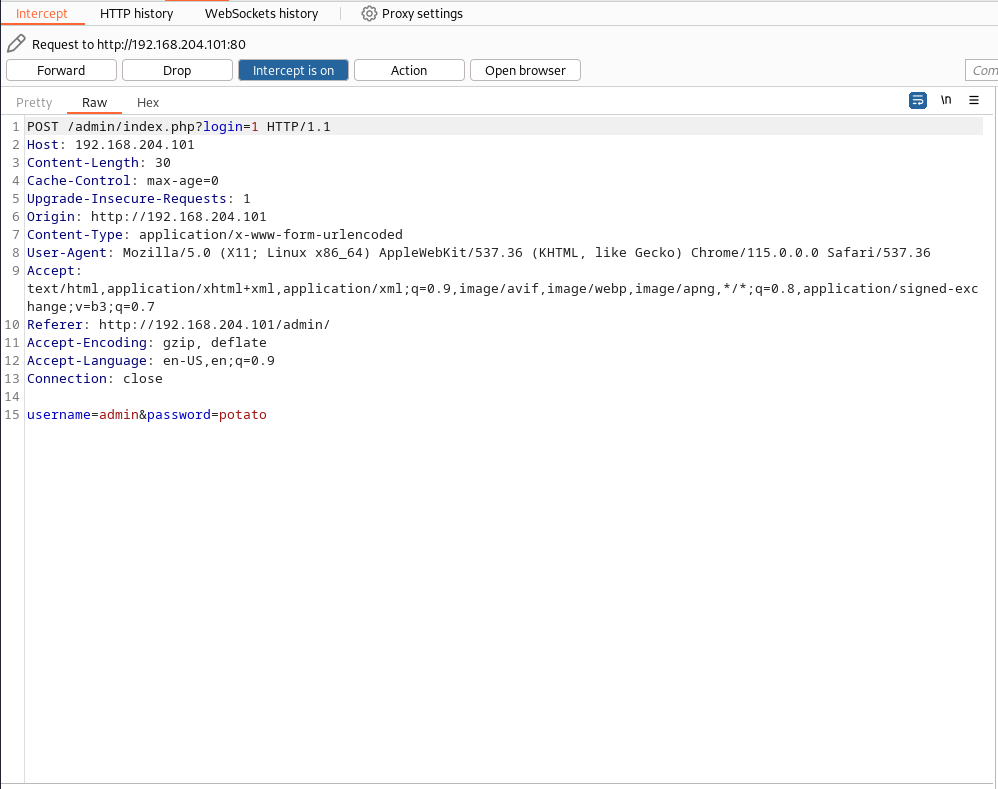 Intercept HTTP history WebSockets history Proxy settings
Request to http://192.168.204.101:80
Forward Drop Intercept is on Action Open browser Com
Pretty Raw Hex \n
1 POST /admin/index.php?login=1 HTTP/1.1
2 Host: 192.168.204.101
3 Content-Length: 30
4 Cache-Control: max-age=0
5 Upgrade-Insecure-Requests: 1
6 Origin: http://192.168.204.101
7 Content-Type: application/x-www-form-urlencoded
8 User-Agent: Mozilla/5.0 (X11; Linux x86_64) AppleWebKit/537.36 (KHTML, like Gecko) Chrome/115.0.0.0 Safari/537.36
9 Accept:
text/html,application/xhtml+xml,application/xml;q=0.9,image/avif,image/webp,image/apng,*/*;q=0.8,application/signed-exc
hange;v=b3;q=0.7
10 Referer: http://192.168.204.101/admin/
11 Accept-Encoding: gzip, deflate
12 Accept-Language: en-US,en;q=0.9
13 Connection: close
14
15 username=admin&password=potato